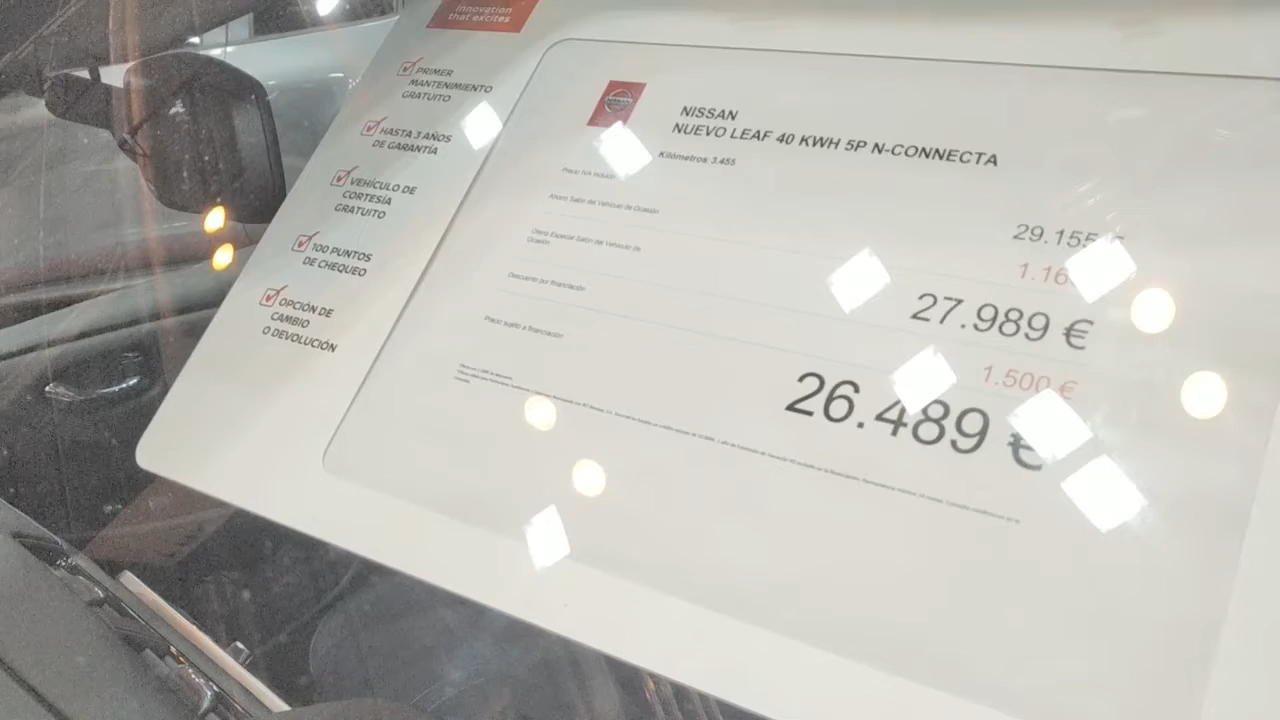 Innovation
that excites
PRIMER
MANTENIMIENTO
GRATUITO
HASTA 3 AÑOS
DE GARANTÍA
VEHÍCULO DE
CORTESÍA
GRATUITO
100 PUNTOS
DE CHEQUEO
OPCIÓN DE
CAMBIO
O DEVOLUCIÓN
NISSAN
NUEVO LEAF 40 KWH 5P N-CONNECTA
Kilómetros: 3.455
Precio IVA incluido
29.155
Ahorro Salón del Vehículo de Ocasión
Oferta Especial Salón del Vehículo de
Ocasión
27.989 €
Descuento por financiación
1.500 €
Precio sujeto a financiación
26.489 €